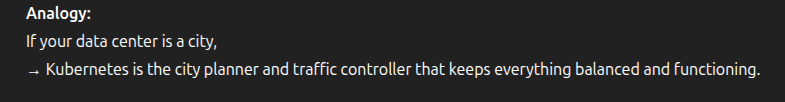 Analogy:
If your data center is a city,
→ Kubernetes is the city planner and traffic controller that keeps everything balanced and functioning.